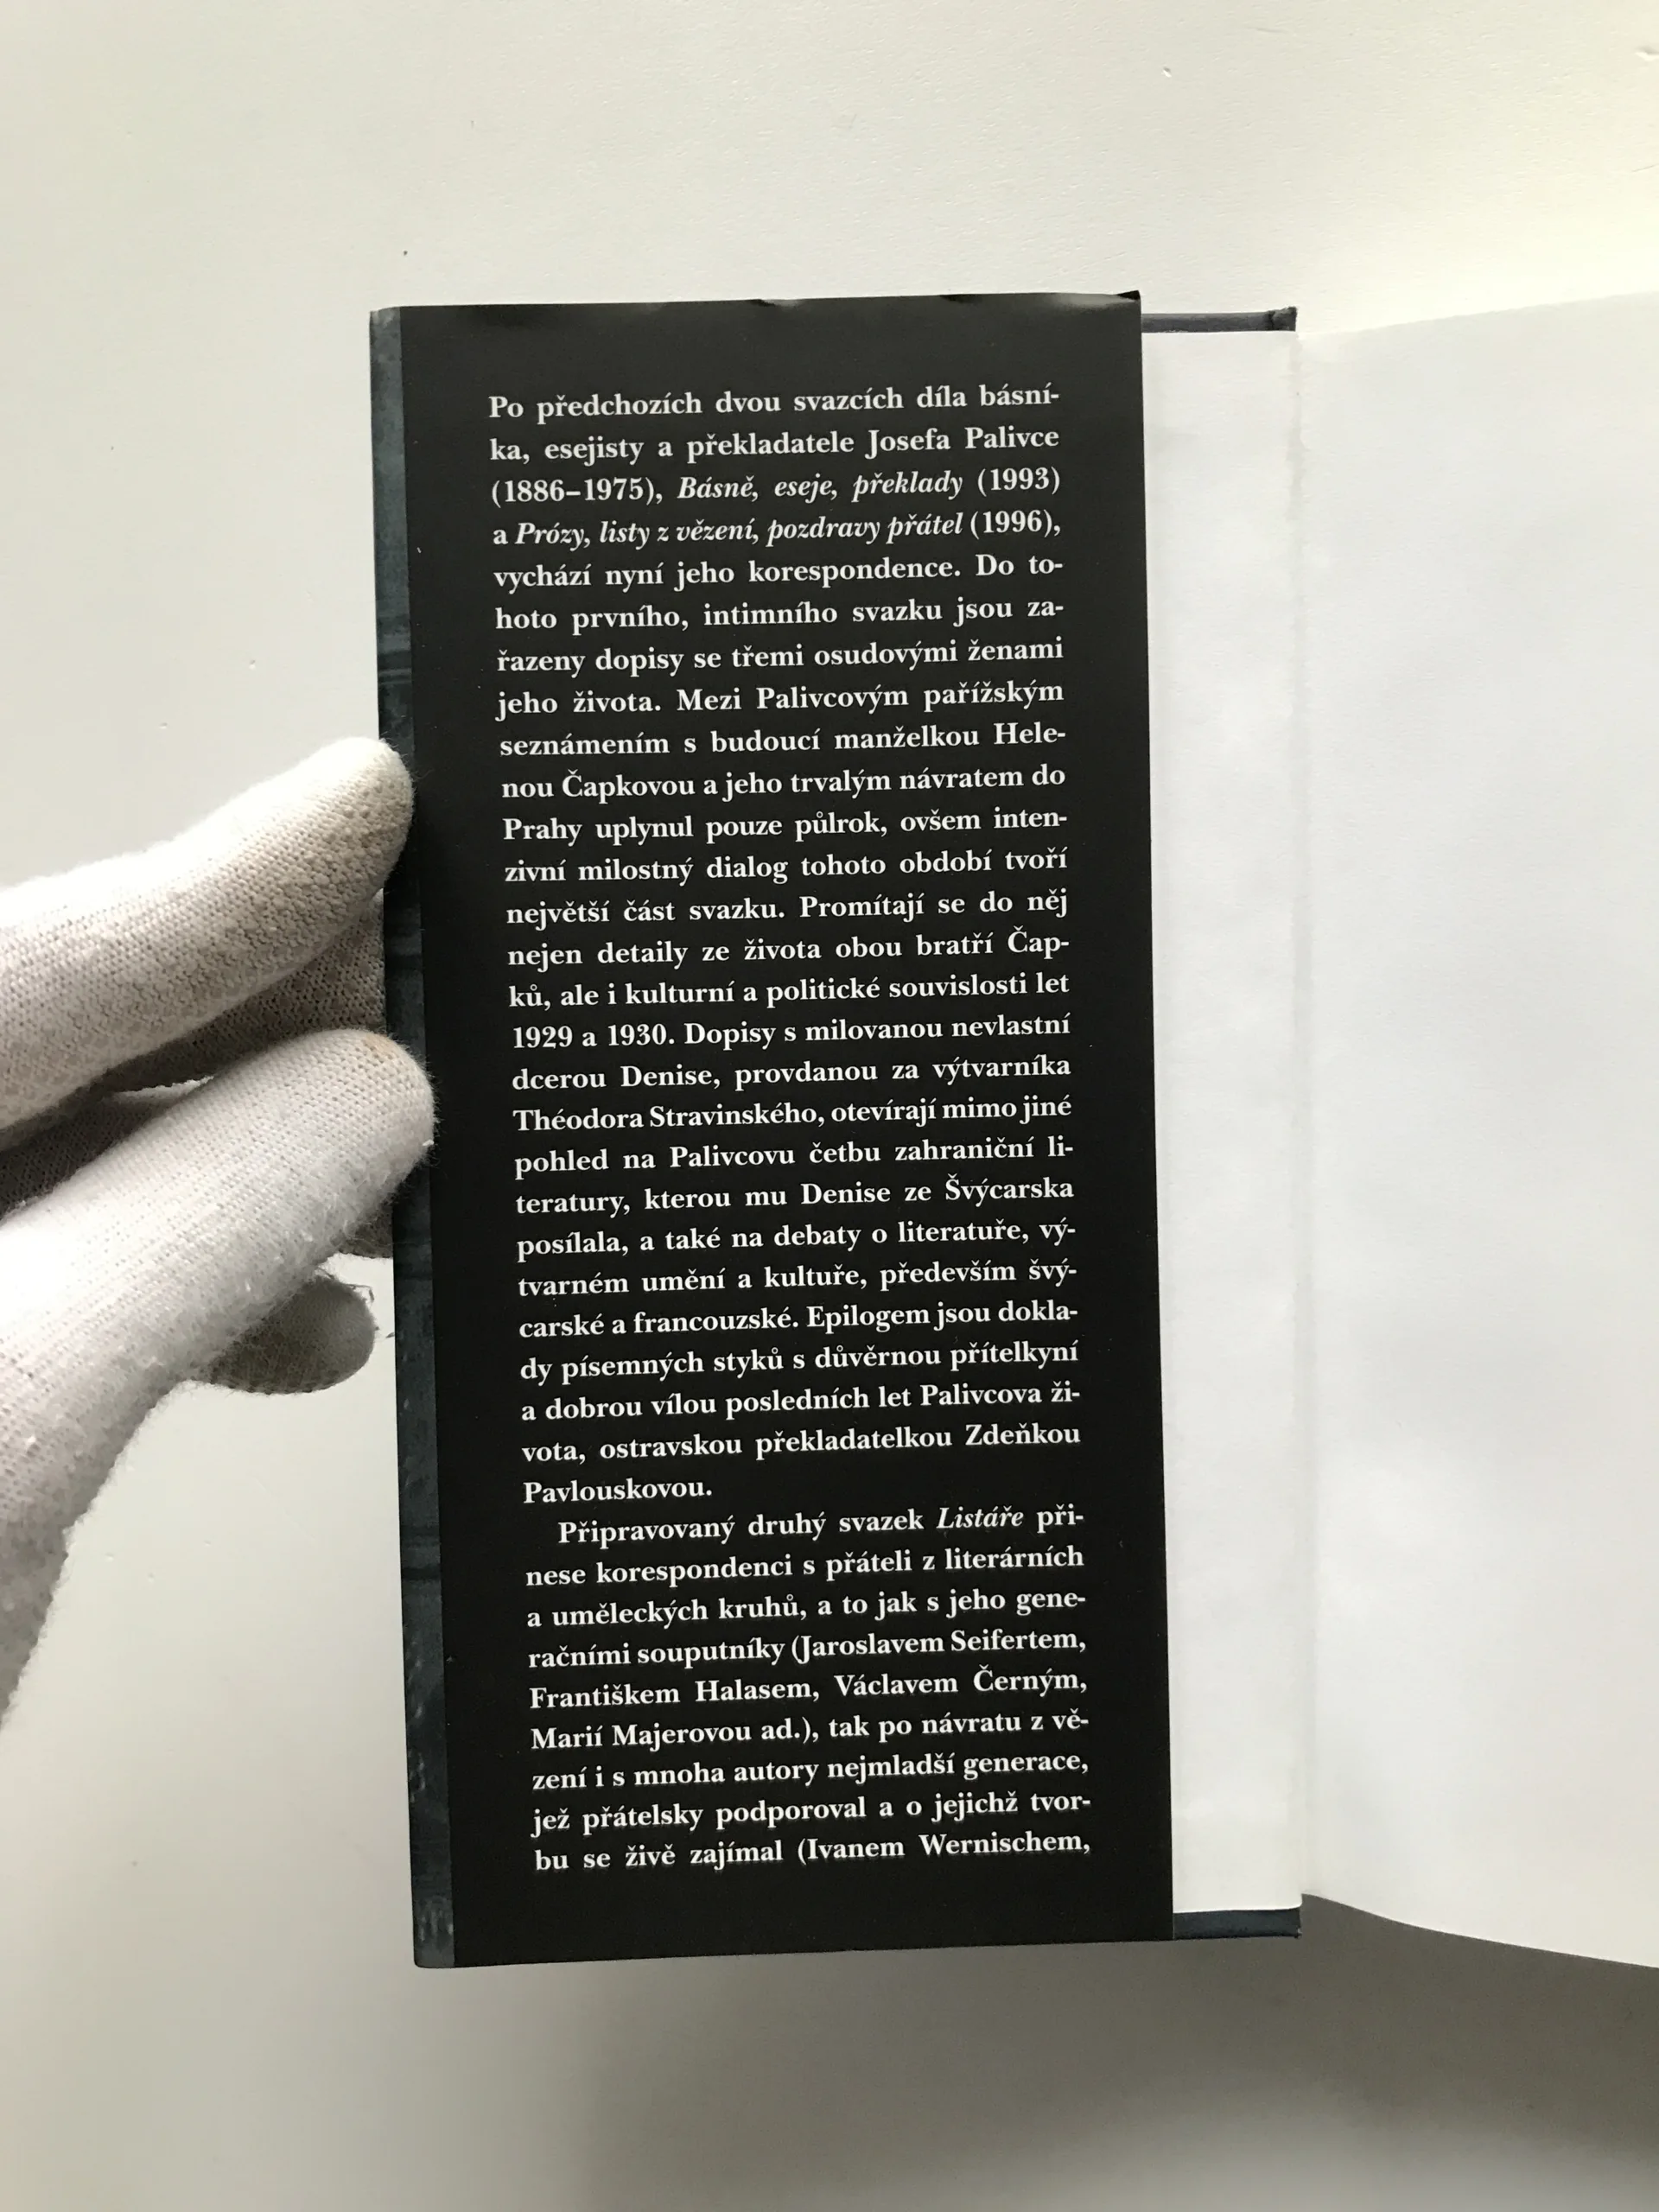 Po předchozích dvou svazcích díla básní-
ka, esejisty a překladatele Josefa Palivce
(1886–1975), Básně, eseje, překlady (1993)
a Prózy, listy z vězení, pozdravy přátel (1996),
vychází nyní jeho korespondence. Do to-
hoto prvního, intimního svazku jsou za-
řazeny dopisy se třemi osudovými ženami
jeho života. Mezi Palivcovým pařížským
seznámením s budoucí manželkou Hele-
nou Čapkovou a jeho trvalým návratem do
Prahy uplynul pouze půlrok, ovšem inten-
zivní milostný dialog tohoto období tvoří
největší část svazku. Promítají se do něj
nejen detaily ze života obou bratří Čap-
ků, ale i kulturní a politické souvislosti let
1929 a 1930. Dopisy s milovanou nevlastní
dcerou Denise, provdanou za výtvarníka
Théodora Stravinského, otevírají mimo jiné
pohled na Palivcovu četbu zahraniční li-
teratury, kterou mu Denise ze Švýcarska
posílala, a také na debaty o literatuře, vý-
tvarném umění a kultuře, především švý-
carské a francouzské. Epilogem jsou dokla-
dy písemných styků s důvěrnou přítelkyní
a dobrou vílou posledních let Palivcova ži-
vota, ostravskou překladatelkou Zdeňkou
Pavlouskovou.
Připravovaný druhý svazek Listáře při-
nese korespondenci s přáteli z literárních
a uměleckých kruhů, a to jak s jeho gene-
račními souputníky (Jaroslavem Seifertem,
Františkem Halasem, Václavem Černým,
Marií Majerovou ad.), tak po návratu z vě-
zení i s mnoha autory nejmladší generace,
jež přátelsky podporoval a o jejichž tvor-
bu se živě zajímal (Ivanem Wernischem,